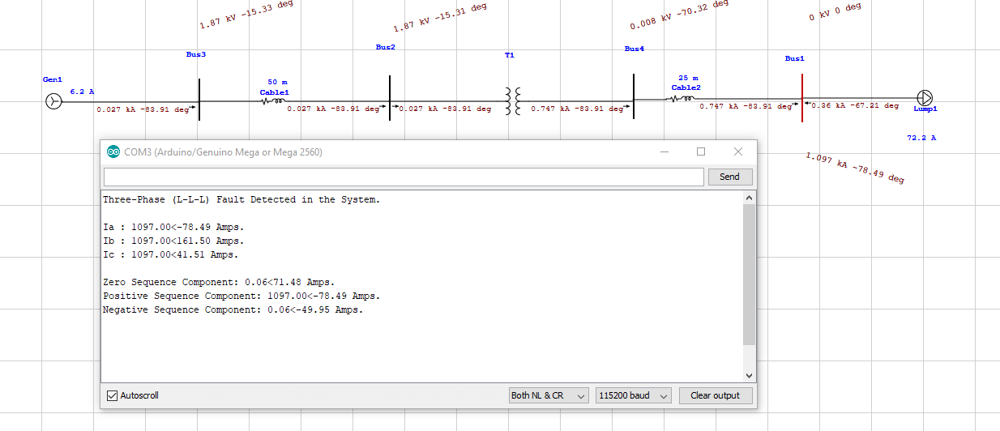 1.87 kV -15.33 deg
1.87 kV -15.31 deg
0.008 kV -70.32 deg
0 kV 0 deg
Bus3
Bus2
T1
Bus4
Bus1
Gen1
6.2 A
50 m
Cable1
25 m
Cable2
0.027 kA -83.91 deg
0.027 kA -83.91 deg
0.027 kA -83.91 deg
0.747 kA -83.91 deg
0.747 kA -83.91 deg
0.36 kA -67.21 deg
Lump1
72.2 A
1.097 kA -78.49 deg
COM3 (Arduino/Genuino Mega or Mega 2560)
Send
Three-Phase (L-L-L) Fault Detected in the System.
Ia : 1097.00<-78.49 Amps.
Ib : 1097.00<161.50 Amps.
Ic : 1097.00<41.51 Amps.
Zero Sequence Component: 0.06<71.48 Amps.
Positive Sequence Component: 1097.00<-78.49 Amps.
Negative Sequence Component: 0.06<-49.95 Amps.
Autoscroll
Both NL & CR
115200 baud
Clear output